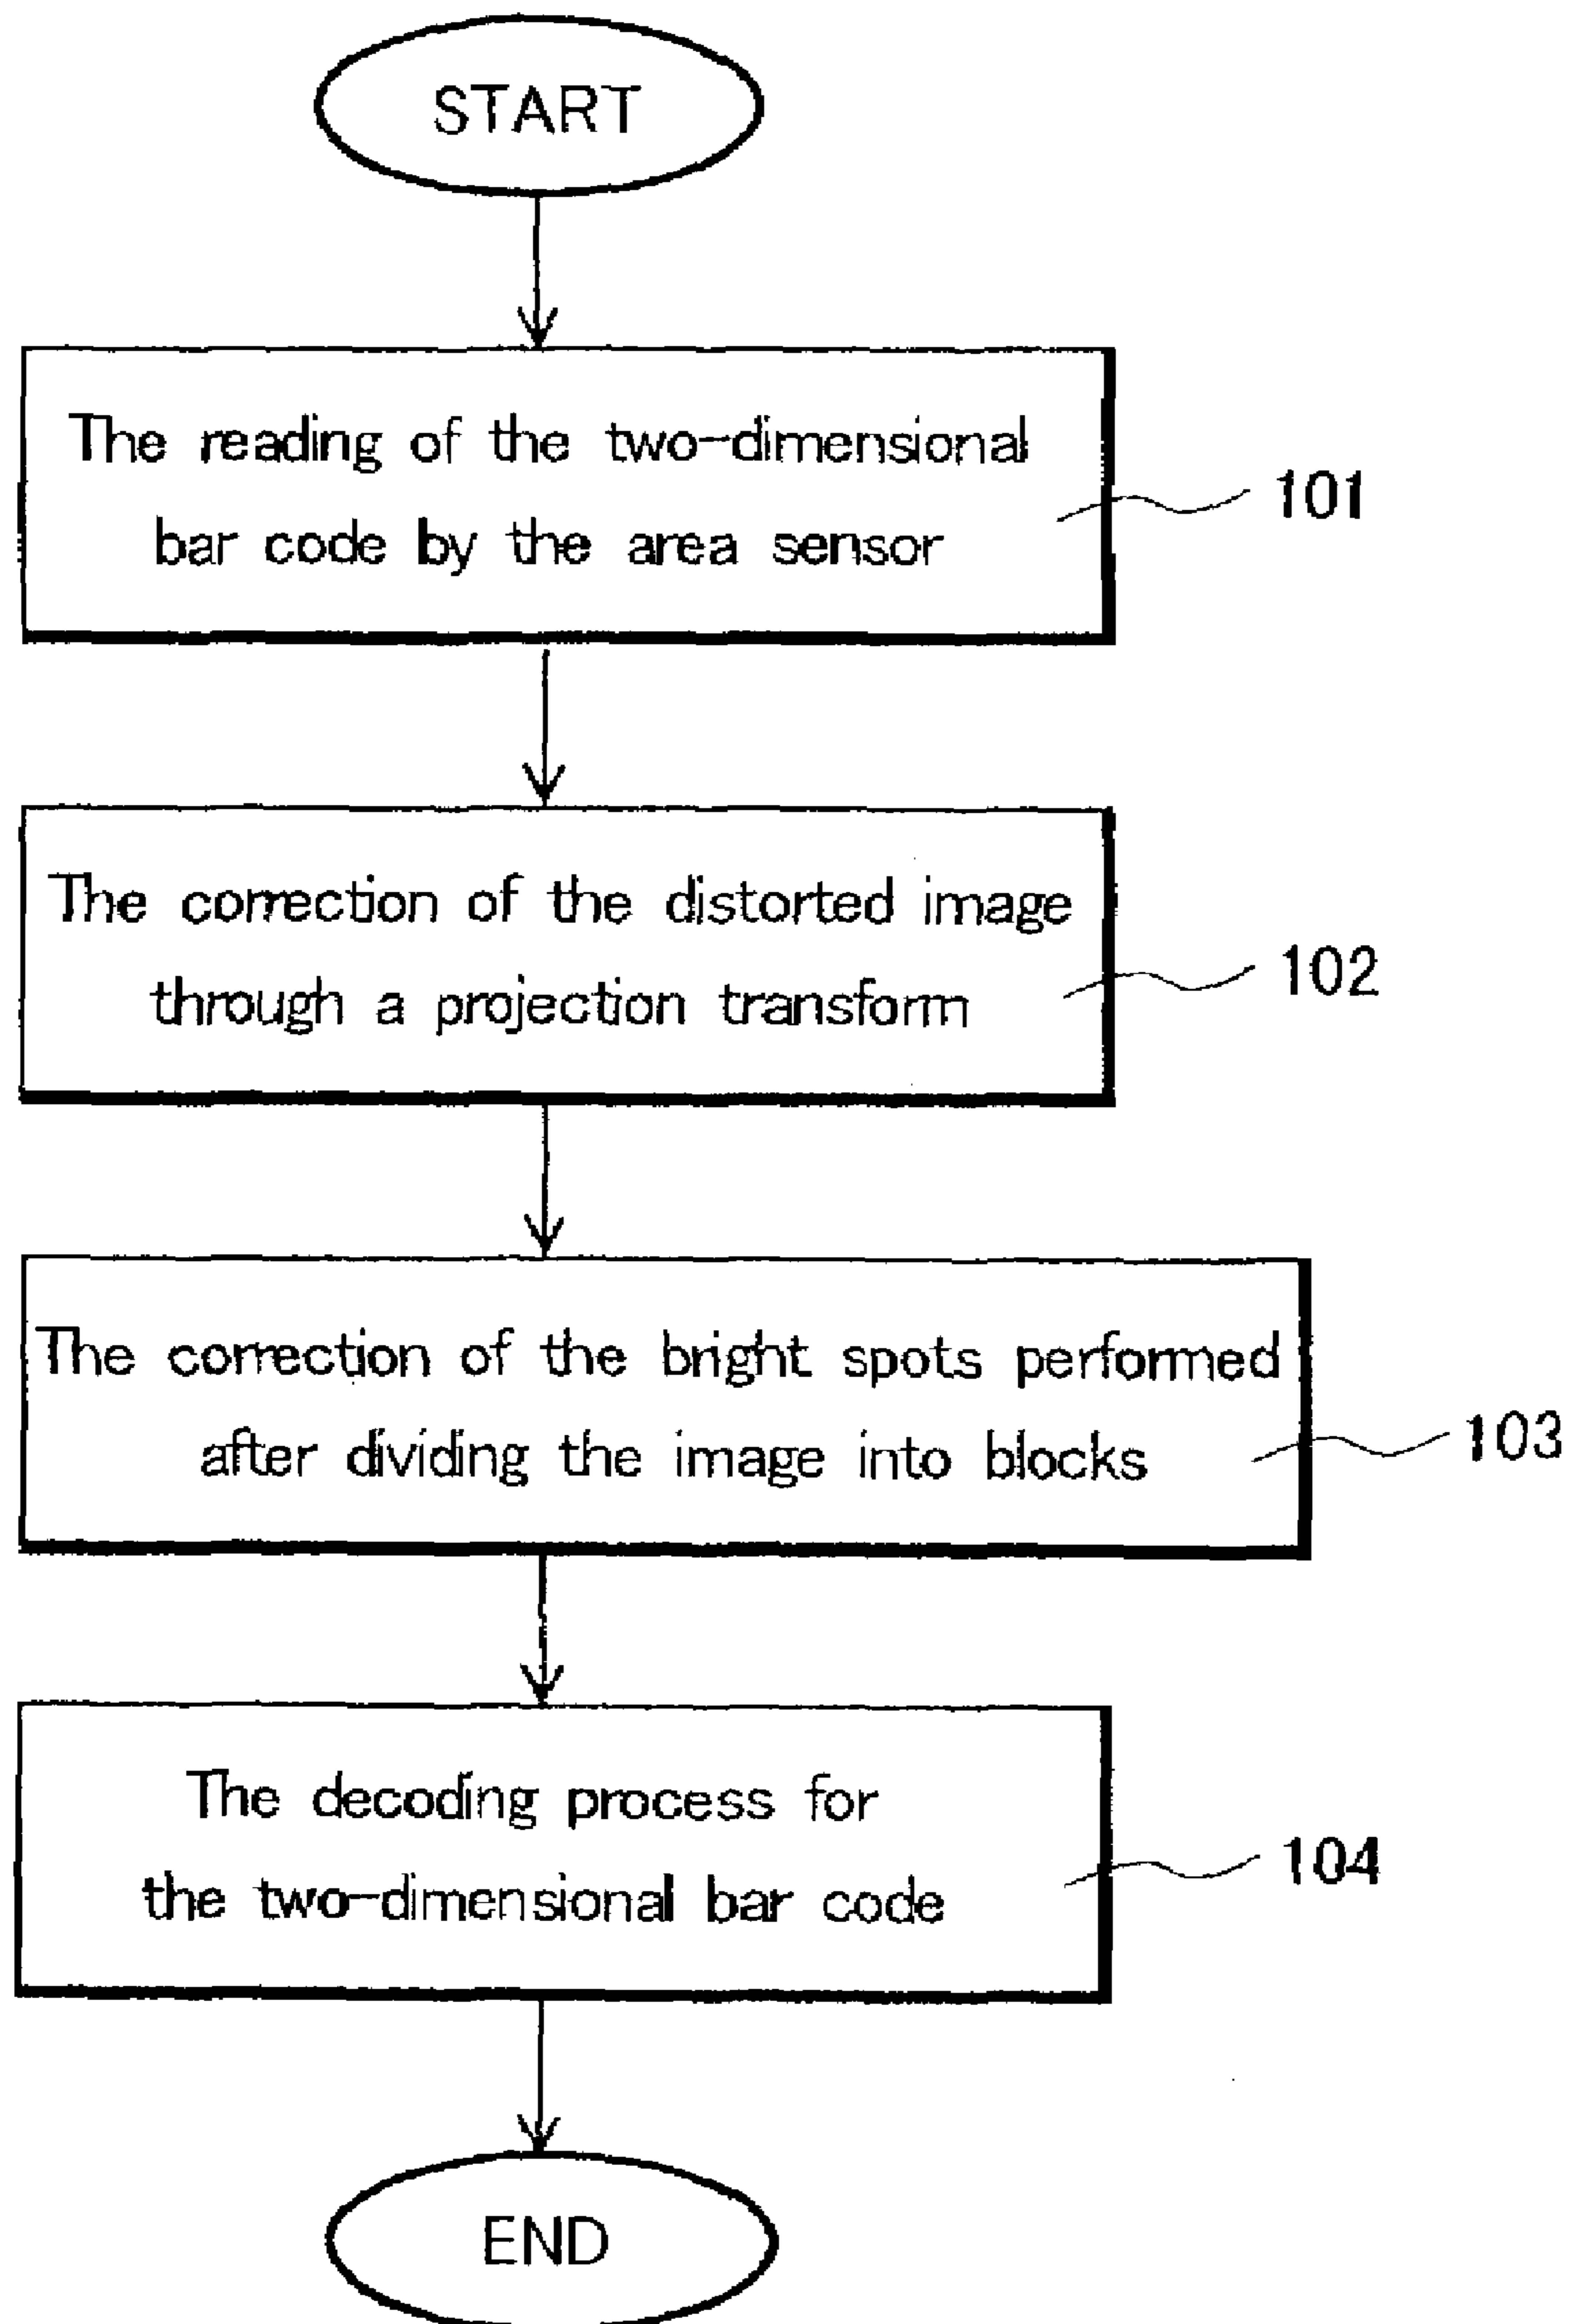 START
The reading of the two-dimensional
bar code by the area sensor
101
The correction of the distorted image
through a projection transform
102
The correction of the bright spots performed
after dividing the image into blocks
103
The decoding process for
the two-dimensional bar code
104
END